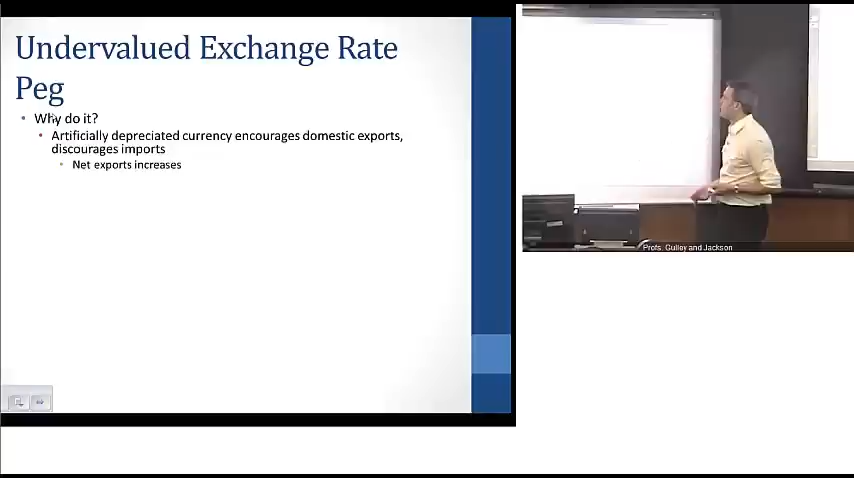 Undervalued Exchange Rate
Peg
• Why do it?
• Artificially depreciated currency encourages domestic exports,
discourages imports
• Net exports increases
Profs. Gulley and Jackson